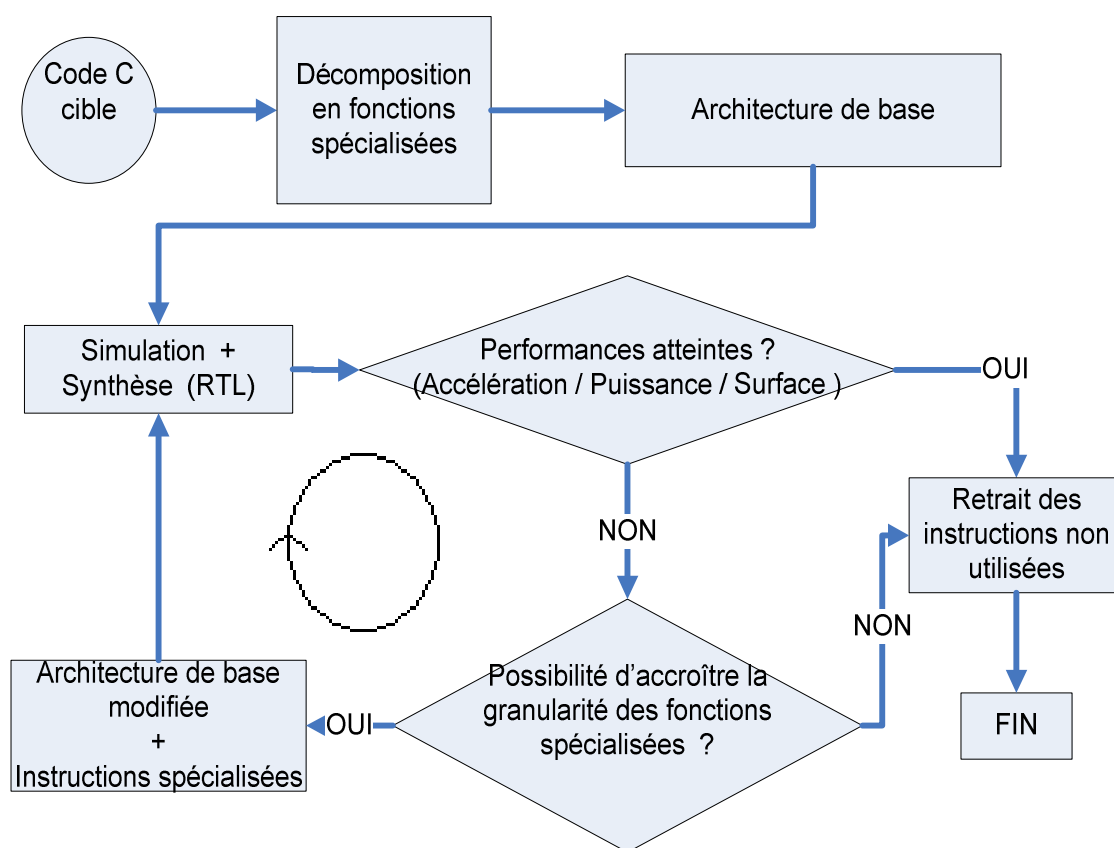 Code C
cible
Décomposition
en fonctions
spécialisées
Architecture de base
Simulation +
Synthèse (RTL)
Performances atteintes ?
(Accélération / Puissance / Surface )
OUI
NON
Retrait des
instructions non
utilisées
NON
Architecture de base
modifiée
+
Instructions spécialisées
OUI
Possibilité d’accroître la
granularité des fonctions
spécialisées ?
FIN